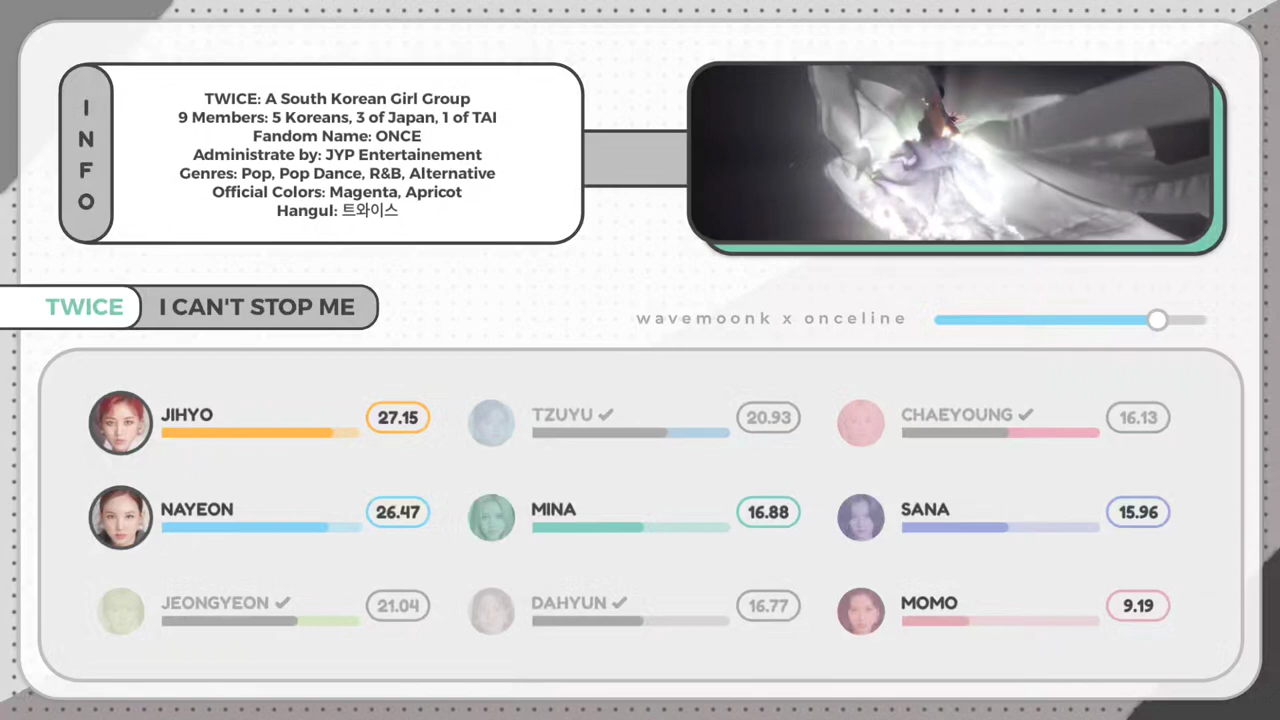 INFO
TWICE: A South Korean Girl Group
9 Members: 5 Koreans, 3 of Japan, 1 of TAI
Fandom Name: ONCE
Administrate by: JYP Entertainement
Genres: Pop, Pop Dance, R&B, Alternative
Official Colors: Magenta, Apricot
Hangul: 트와이스
TWICE I CAN'T STOP ME
wavemoonk x onceline
JIHYO 27.15
TZUYU ✔ 20.93
CHAEYOUNG ✔ 16.13
NAYEON 26.47
MINA 16.88
SANA 15.96
JEONGYEON ✔ 21.04
DAHYUN ✔ 16.77
MOMO 9.19